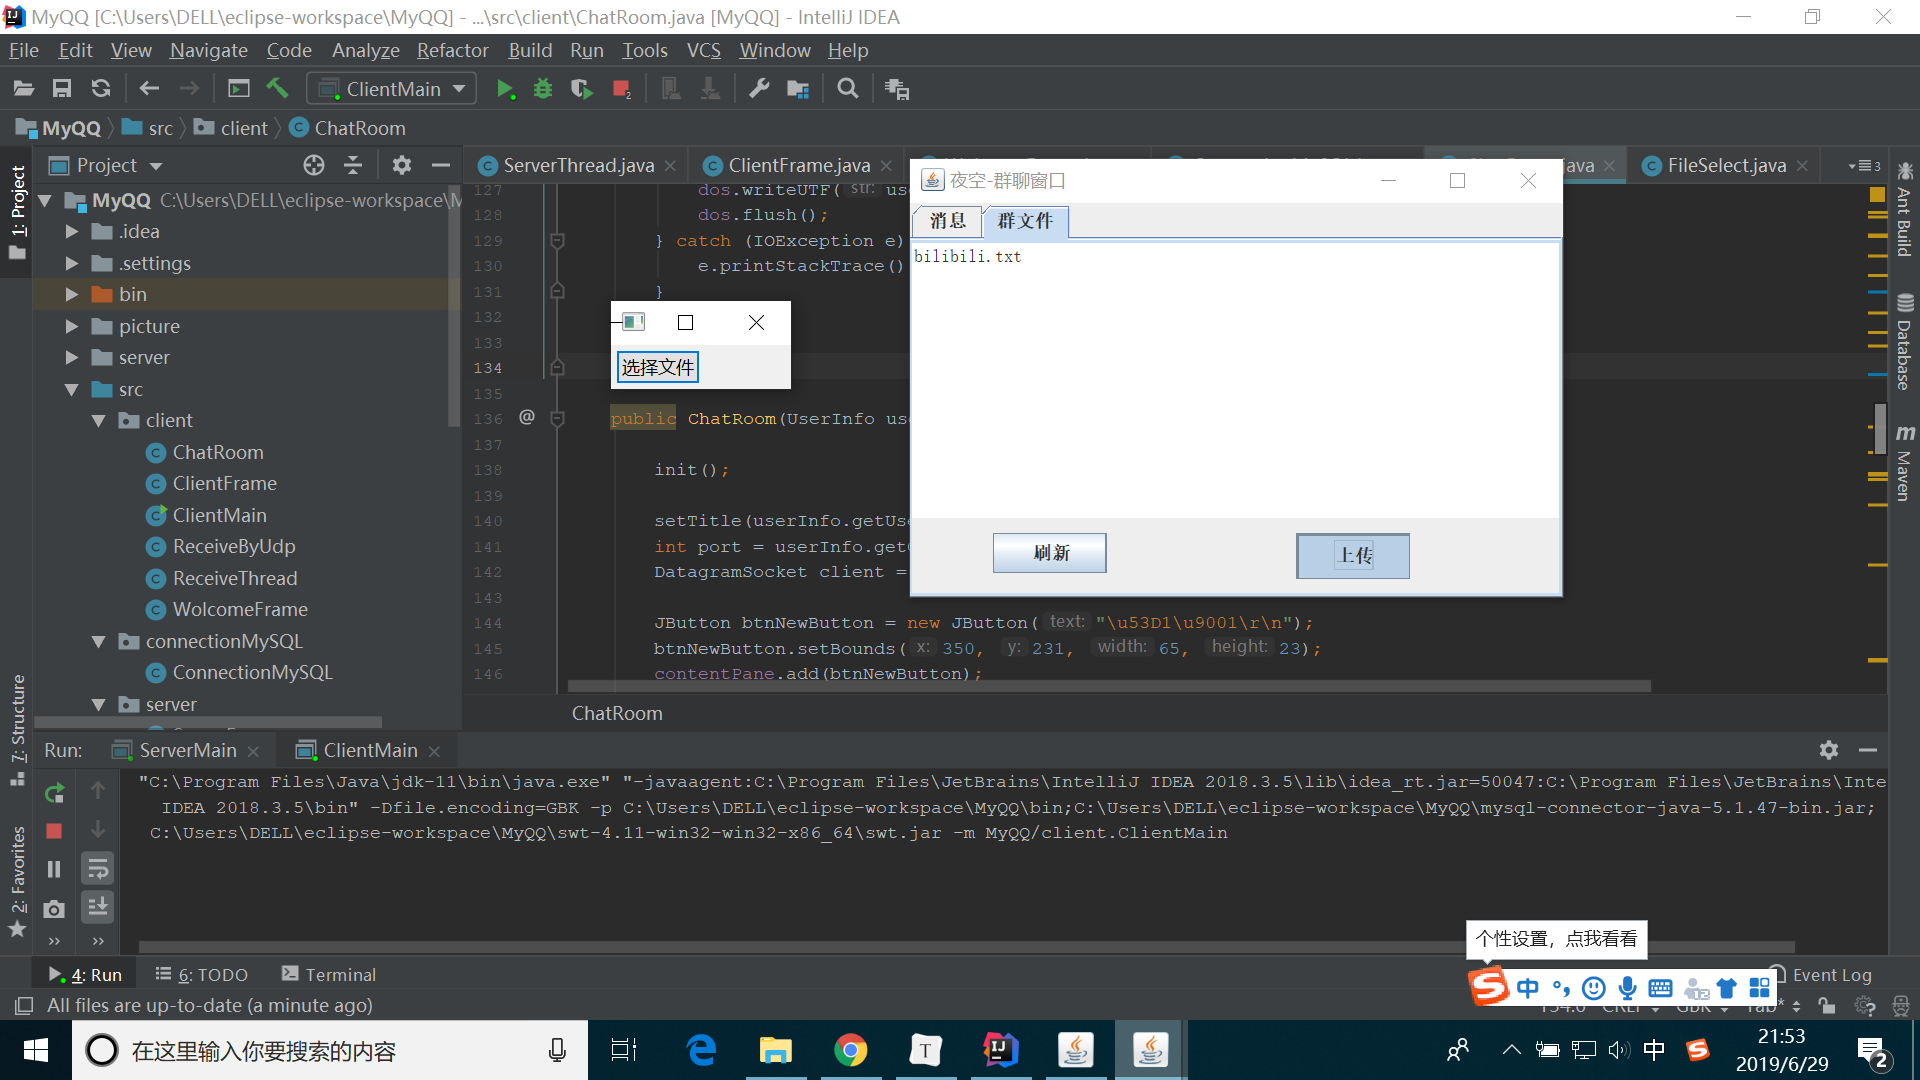 MyQQ [C:\Users\DELL\eclipse-workspace\MyQQ] - ...\src\client\ChatRoom.java [MyQQ] - IntelliJ IDEA
File Edit View Navigate Code Analyze Refactor Build Run Tools VCS Window Help
ClientMain
MyQQ src client ChatRoom
1: Project
Project
ServerThread.java
ClientFrame.java
ava
FileSelect.java
3
MyQQ C:\Users\DELL\eclipse-workspace\M
.idea
.settings
bin
picture
server
src
client
ChatRoom
ClientFrame
ClientMain
ReceiveByUdp
ReceiveThread
WolcomeFrame
connectionMySQL
ConnectionMySQL
server
127 dos.writeUTF( str: use
128 dos.flush();
129 } catch (IOException e)
130 e.printStackTrace()
131 }
132
133
134
135
136 @ public ChatRoom(UserInfo use
137
138 init();
139
140 setTitle(userInfo.getUse
141 int port = userInfo.get
142 DatagramSocket client =
143
144 JButton btnNewButton = new JButton( text: "\u53D1\u9001\r\n");
145 btnNewButton.setBounds( x: 350, y: 231, width: 65, height: 23);
146 contentPane.add(btnNewButton);
ChatRoom
选择文件
夜空-群聊窗口
消息 群文件
bilibili.txt
刷新 上传
Ant Build
Database
m Maven
7: Structure
2: Favorites
Run: ServerMain ClientMain
"C:\Program Files\Java\jdk-11\bin\java.exe" "-javaagent:C:\Program Files\JetBrains\IntelliJ IDEA 2018.3.5\lib\idea_rt.jar=50047:C:\Program Files\JetBrains\Inte
IDEA 2018.3.5\bin" -Dfile.encoding=GBK -p C:\Users\DELL\eclipse-workspace\MyQQ\bin;C:\Users\DELL\eclipse-workspace\MyQQ\mysql-connector-java-5.1.47-bin.jar;
C:\Users\DELL\eclipse-workspace\MyQQ\swt-4.11-win32-win32-x86_64\swt.jar -m MyQQ/client.ClientMain
个性设置，点我看看
4: Run 6: TODO Terminal
Event Log
中
All files are up-to-date (a minute ago)
在这里输入你要搜索的内容
中
21:53
2019/6/29
2